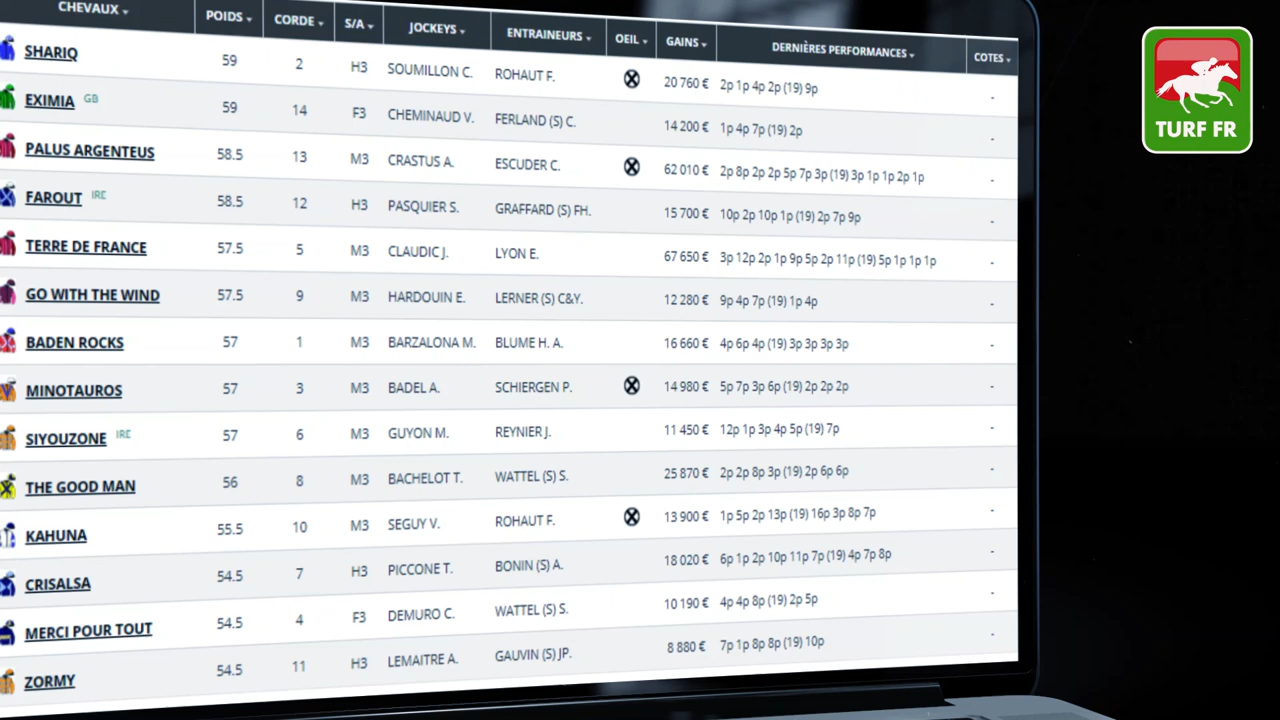 CHEVAUX POIDS CORDE S/A JOCKEYS ENTRAINEURS OEIL GAINS DERNIÈRES PERFORMANCES COTES
SHARIQ 59 2 H3 SOUMILLON C. ROHAUT F. 20 760 € 2p 1p 4p 2p (19) 9p -
EXIMIA GB 59 14 F3 CHEMINAUD V. FERLAND (S) C. 14 200 € 1p 4p 7p (19) 2p -
PALUS ARGENTEUS 58.5 13 M3 CRASTUS A. ESCUDER C. 62 010 € 2p 8p 2p 2p 5p 7p 3p (19) 3p 1p 1p 2p 1p -
FAROUT IRE 58.5 12 H3 PASQUIER S. GRAFFARD (S) FH. 15 700 € 10p 2p 10p 1p (19) 2p 7p 9p -
TERRE DE FRANCE 57.5 5 M3 CLAUDIC J. LYON E. 67 650 € 3p 12p 2p 1p 9p 5p 2p 11p (19) 5p 1p 1p 1p -
GO WITH THE WIND 57.5 9 M3 HARDOUIN E. LERNER (S) C&Y. 12 280 € 9p 4p 7p (19) 1p 4p -
BADEN ROCKS 57 1 M3 BARZALONA M. BLUME H. A. 16 660 € 4p 6p 4p (19) 3p 3p 3p 3p -
MINOTAUROS 57 3 M3 BADEL A. SCHIERGEN P. 14 980 € 5p 7p 3p 6p (19) 2p 2p 2p -
SIYOUZONE IRE 57 6 M3 GUYON M. REYNIER J. 11 450 € 12p 1p 3p 4p 5p (19) 7p -
THE GOOD MAN 56 8 M3 BACHELOT T. WATTEL (S) S. 25 870 € 2p 2p 8p 3p (19) 2p 6p 6p -
KAHUNA 55.5 10 M3 SEGUY V. ROHAUT F. 13 900 € 1p 5p 2p 13p (19) 16p 3p 8p 7p -
CRISALSA 54.5 7 H3 PICCONE T. BONIN (S) A. 18 020 € 6p 1p 2p 10p 11p 7p (19) 4p 7p 8p -
MERCI POUR TOUT 54.5 4 F3 DEMURO C. WATTEL (S) S. 10 190 € 4p 4p 8p (19) 2p 5p -
ZORMY 54.5 11 H3 LEMAITRE A. GAUVIN (S) JP. 8 880 € 7p 1p 8p 8p (19) 10p -
TURF FR